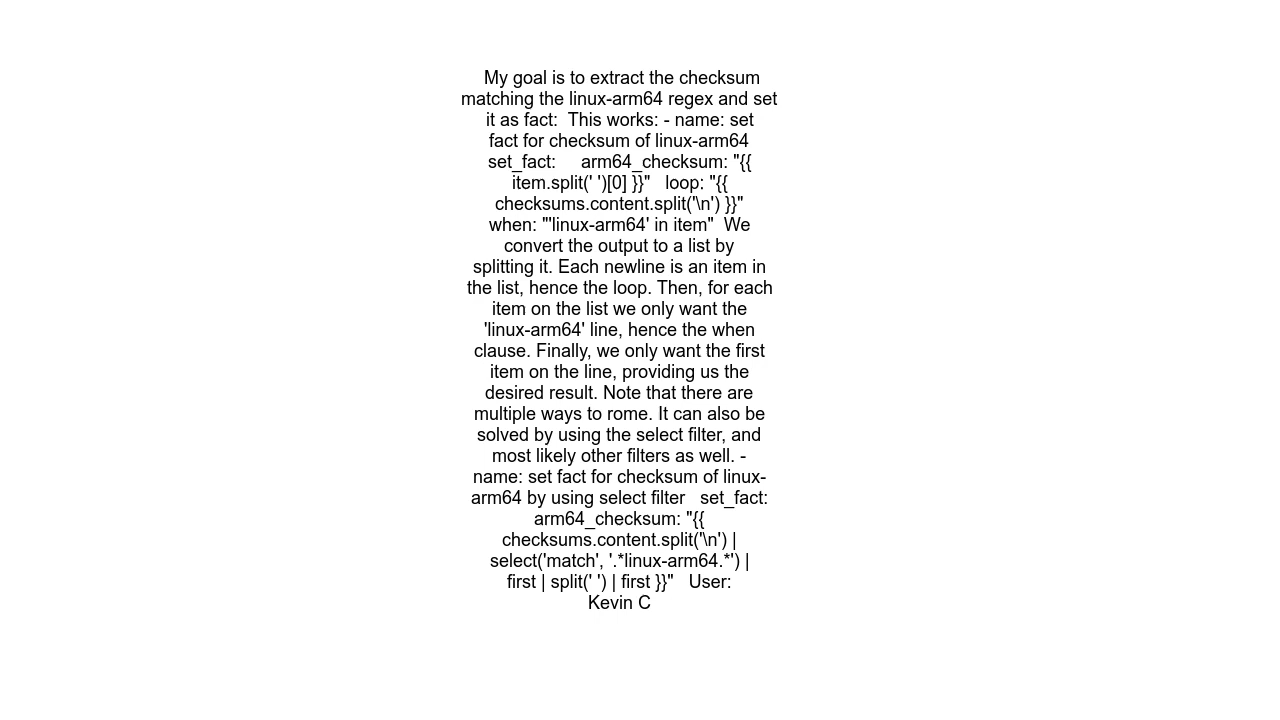 My goal is to extract the checksum
matching the linux-arm64 regex and set
it as fact:  This works: - name: set
fact for checksum of linux-arm64
set_fact:     arm64_checksum: "{{
item.split(' ')[0] }}"   loop: "{{
checksums.content.split('\n') }}"
when: "'linux-arm64' in item"  We
convert the output to a list by
splitting it. Each newline is an item in
the list, hence the loop. Then, for each
item on the list we only want the
'linux-arm64' line, hence the when
clause. Finally, we only want the first
item on the line, providing us the
desired result. Note that there are
multiple ways to rome. It can also be
solved by using the select filter, and
most likely other filters as well. -
name: set fact for checksum of linux-
arm64 by using select filter   set_fact:
arm64_checksum: "{{
checksums.content.split('\n') |
select('match', '.*linux-arm64.*') |
first | split(' ') | first }}"   User:
Kevin C